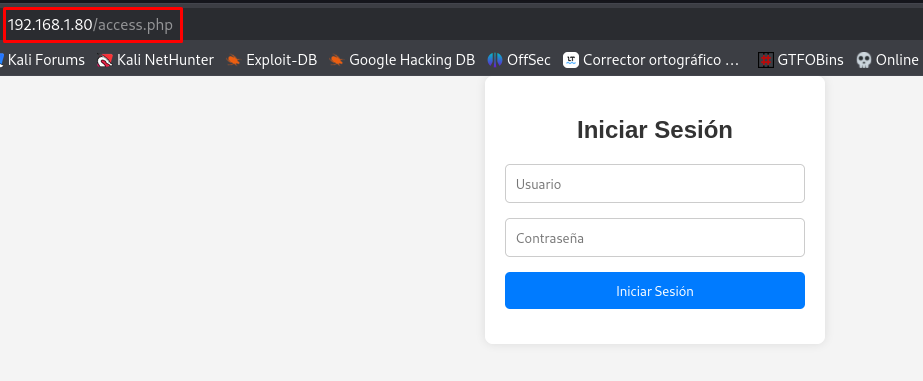 192.168.1.80/access.php
Kali Forums Kali NetHunter Exploit-DB Google Hacking DB OffSec LT Corrector ortográfico ... GTFOBins Online
Iniciar Sesión
Usuario
Contraseña
Iniciar Sesión